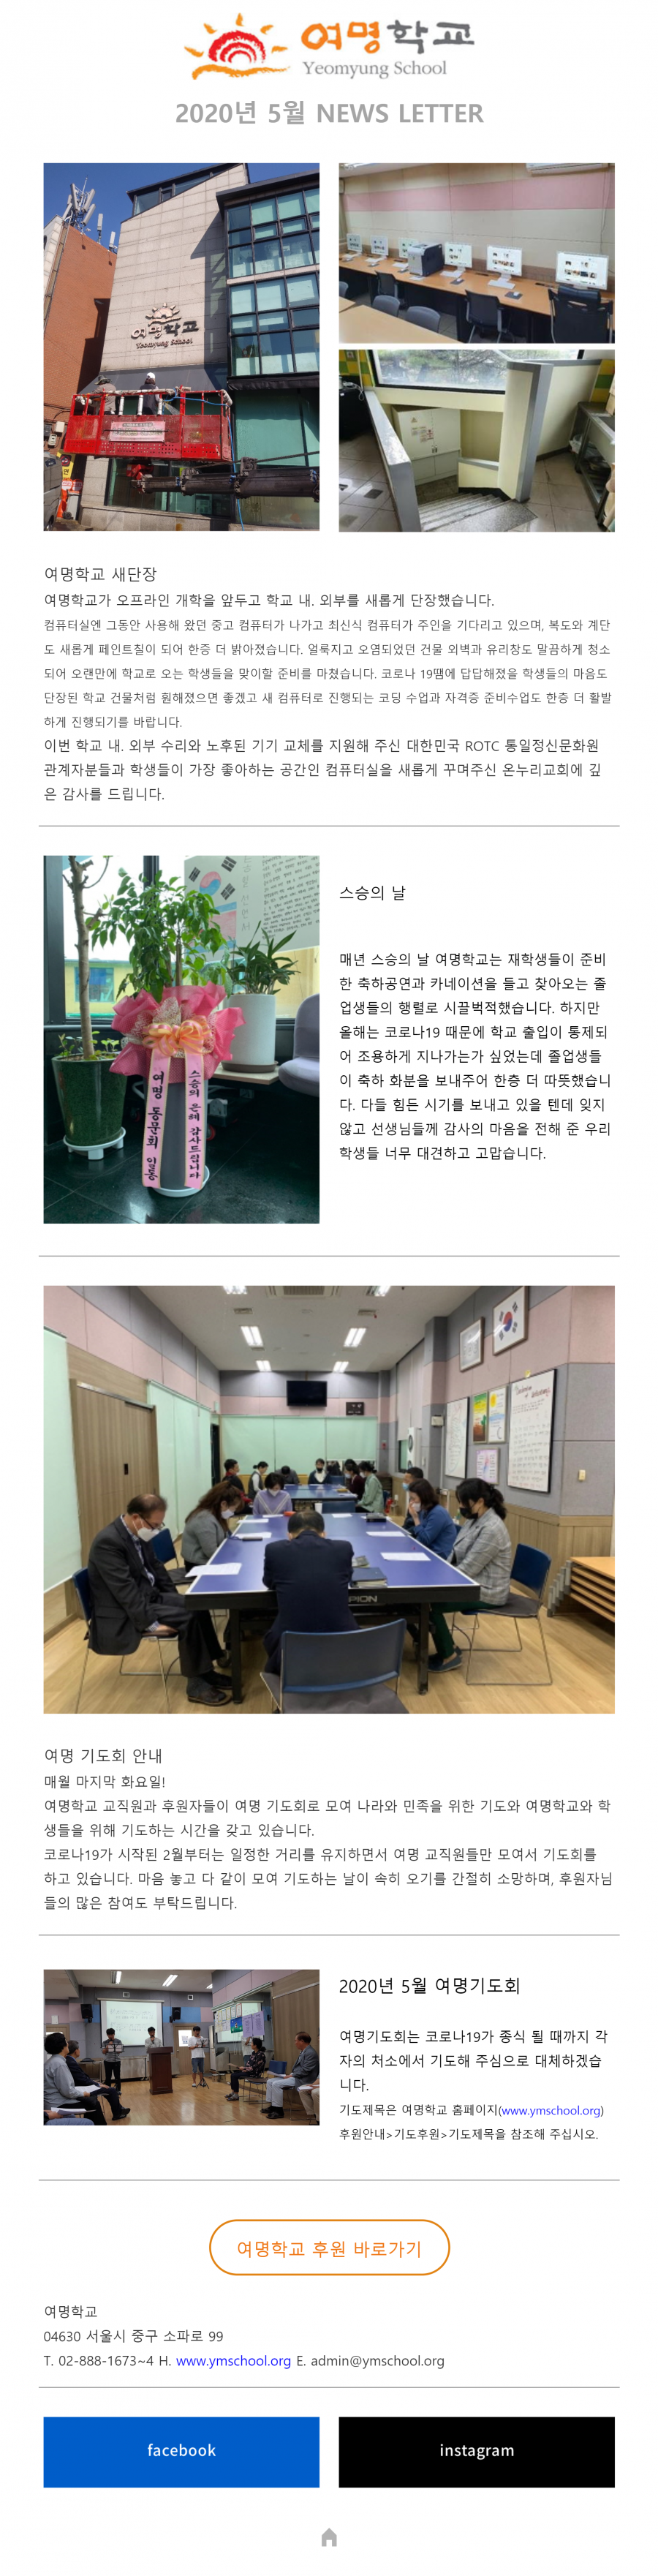 여명학교
Yeomyung School
2020년 5월 NEWS LETTER
여명학교
Yeomyung School
여명학교 새단장
여명학교가 오프라인 개학을 앞두고 학교 내. 외부를 새롭게 단장했습니다.
컴퓨터실엔 그동안 사용해 왔던 중고 컴퓨터가 나가고 최신식 컴퓨터가 주인을 기다리고 있으며, 복도와 계단
도 새롭게 페인트칠이 되어 한층 더 밝아졌습니다. 얼룩지고 오염되었던 건물 외벽과 유리창도 말끔하게 청소
되어 오랜만에 학교로 오는 학생들을 맞이할 준비를 마쳤습니다. 코로나 19땜에 답답해졌을 학생들의 마음도
단장된 학교 건물처럼 훤해졌으면 좋겠고 새 컴퓨터로 진행되는 코딩 수업과 자격증 준비수업도 한층 더 활발
하게 진행되기를 바랍니다.
이번 학교 내. 외부 수리와 노후된 기기 교체를 지원해 주신 대한민국 ROTC 통일정신문화원
관계자분들과 학생들이 가장 좋아하는 공간인 컴퓨터실을 새롭게 꾸며주신 온누리교회에 깊
은 감사를 드립니다.
스승의 은혜 감사드립니다
여명 동문회 일동
스승의 날
매년 스승의 날 여명학교는 재학생들이 준비
한 축하공연과 카네이션을 들고 찾아오는 졸
업생들의 행렬로 시끌벅적했습니다. 하지만
올해는 코로나19 때문에 학교 출입이 통제되
어 조용하게 지나가는가 싶었는데 졸업생들
이 축하 화분을 보내주어 한층 더 따뜻했습니
다. 다들 힘든 시기를 보내고 있을 텐데 잊지
않고 선생님들께 감사의 마음을 전해 준 우리
학생들 너무 대견하고 고맙습니다.
PION
여명 기도회 안내
매월 마지막 화요일!
여명학교 교직원과 후원자들이 여명 기도회로 모여 나라와 민족을 위한 기도와 여명학교와 학
생들을 위해 기도하는 시간을 갖고 있습니다.
코로나19가 시작된 2월부터는 일정한 거리를 유지하면서 여명 교직원들만 모여서 기도회를
하고 있습니다. 마음 놓고 다 같이 모여 기도하는 날이 속히 오기를 간절히 소망하며, 후원자님
들의 많은 참여도 부탁드립니다.
2020년 5월 여명기도회
여명기도회는 코로나19가 종식 될 때까지 각
자의 처소에서 기도해 주심으로 대체하겠습
니다.
기도제목은 여명학교 홈페이지(www.ymschool.org)
후원안내>기도후원>기도제목을 참조해 주십시오.
여명학교 후원 바로가기
여명학교
04630 서울시 중구 소파로 99
T. 02-888-1673~4 H. www.ymschool.org E. admin@ymschool.org
facebook
instagram